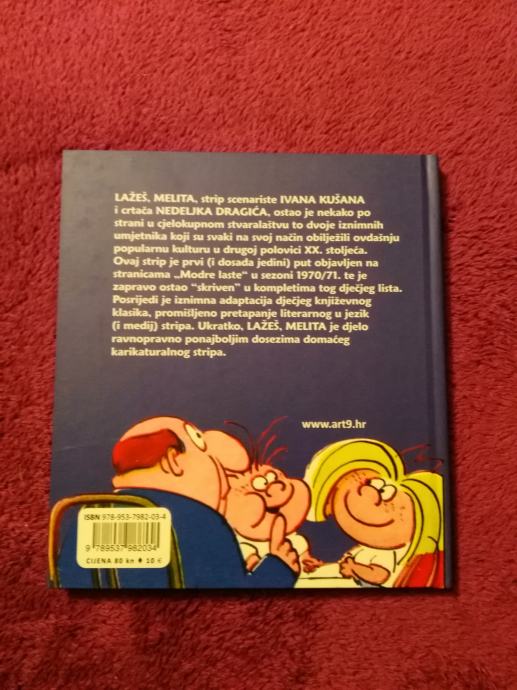 LAŽEŠ, MELITA, strip scenariste IVANA KUŠANA
i crtača NEDELJKA DRAGIĆA, ostao je nekako po
strani u cjelokupnom stvaralaštvu to dvoje iznimnih
umjetnika koji su svaki na svoj način obilježili ovdašnju
popularnu kulturu u drugoj polovici XX. stoljeća.
Ovaj strip je prvi (i dosada jedini) put objavljen na
stranicama „Modre laste“ u sezoni 1970/71. te je
zapravo ostao “skriven” u kompletima tog dječjeg lista.
Posrijedi je iznimna adaptacija dječjeg književnog
klasika, promišljeno pretapanje literarnog u jezik
(i medij) stripa. Ukratko, LAŽEŠ, MELITA je djelo
ravnopravno ponajboljim dosezima domaćeg
karikaturalnog stripa.
www.art9.hr
ISBN 978-953-7982-03-4
9 789537 982034
CIJENA 80 kn ♦ 10 €